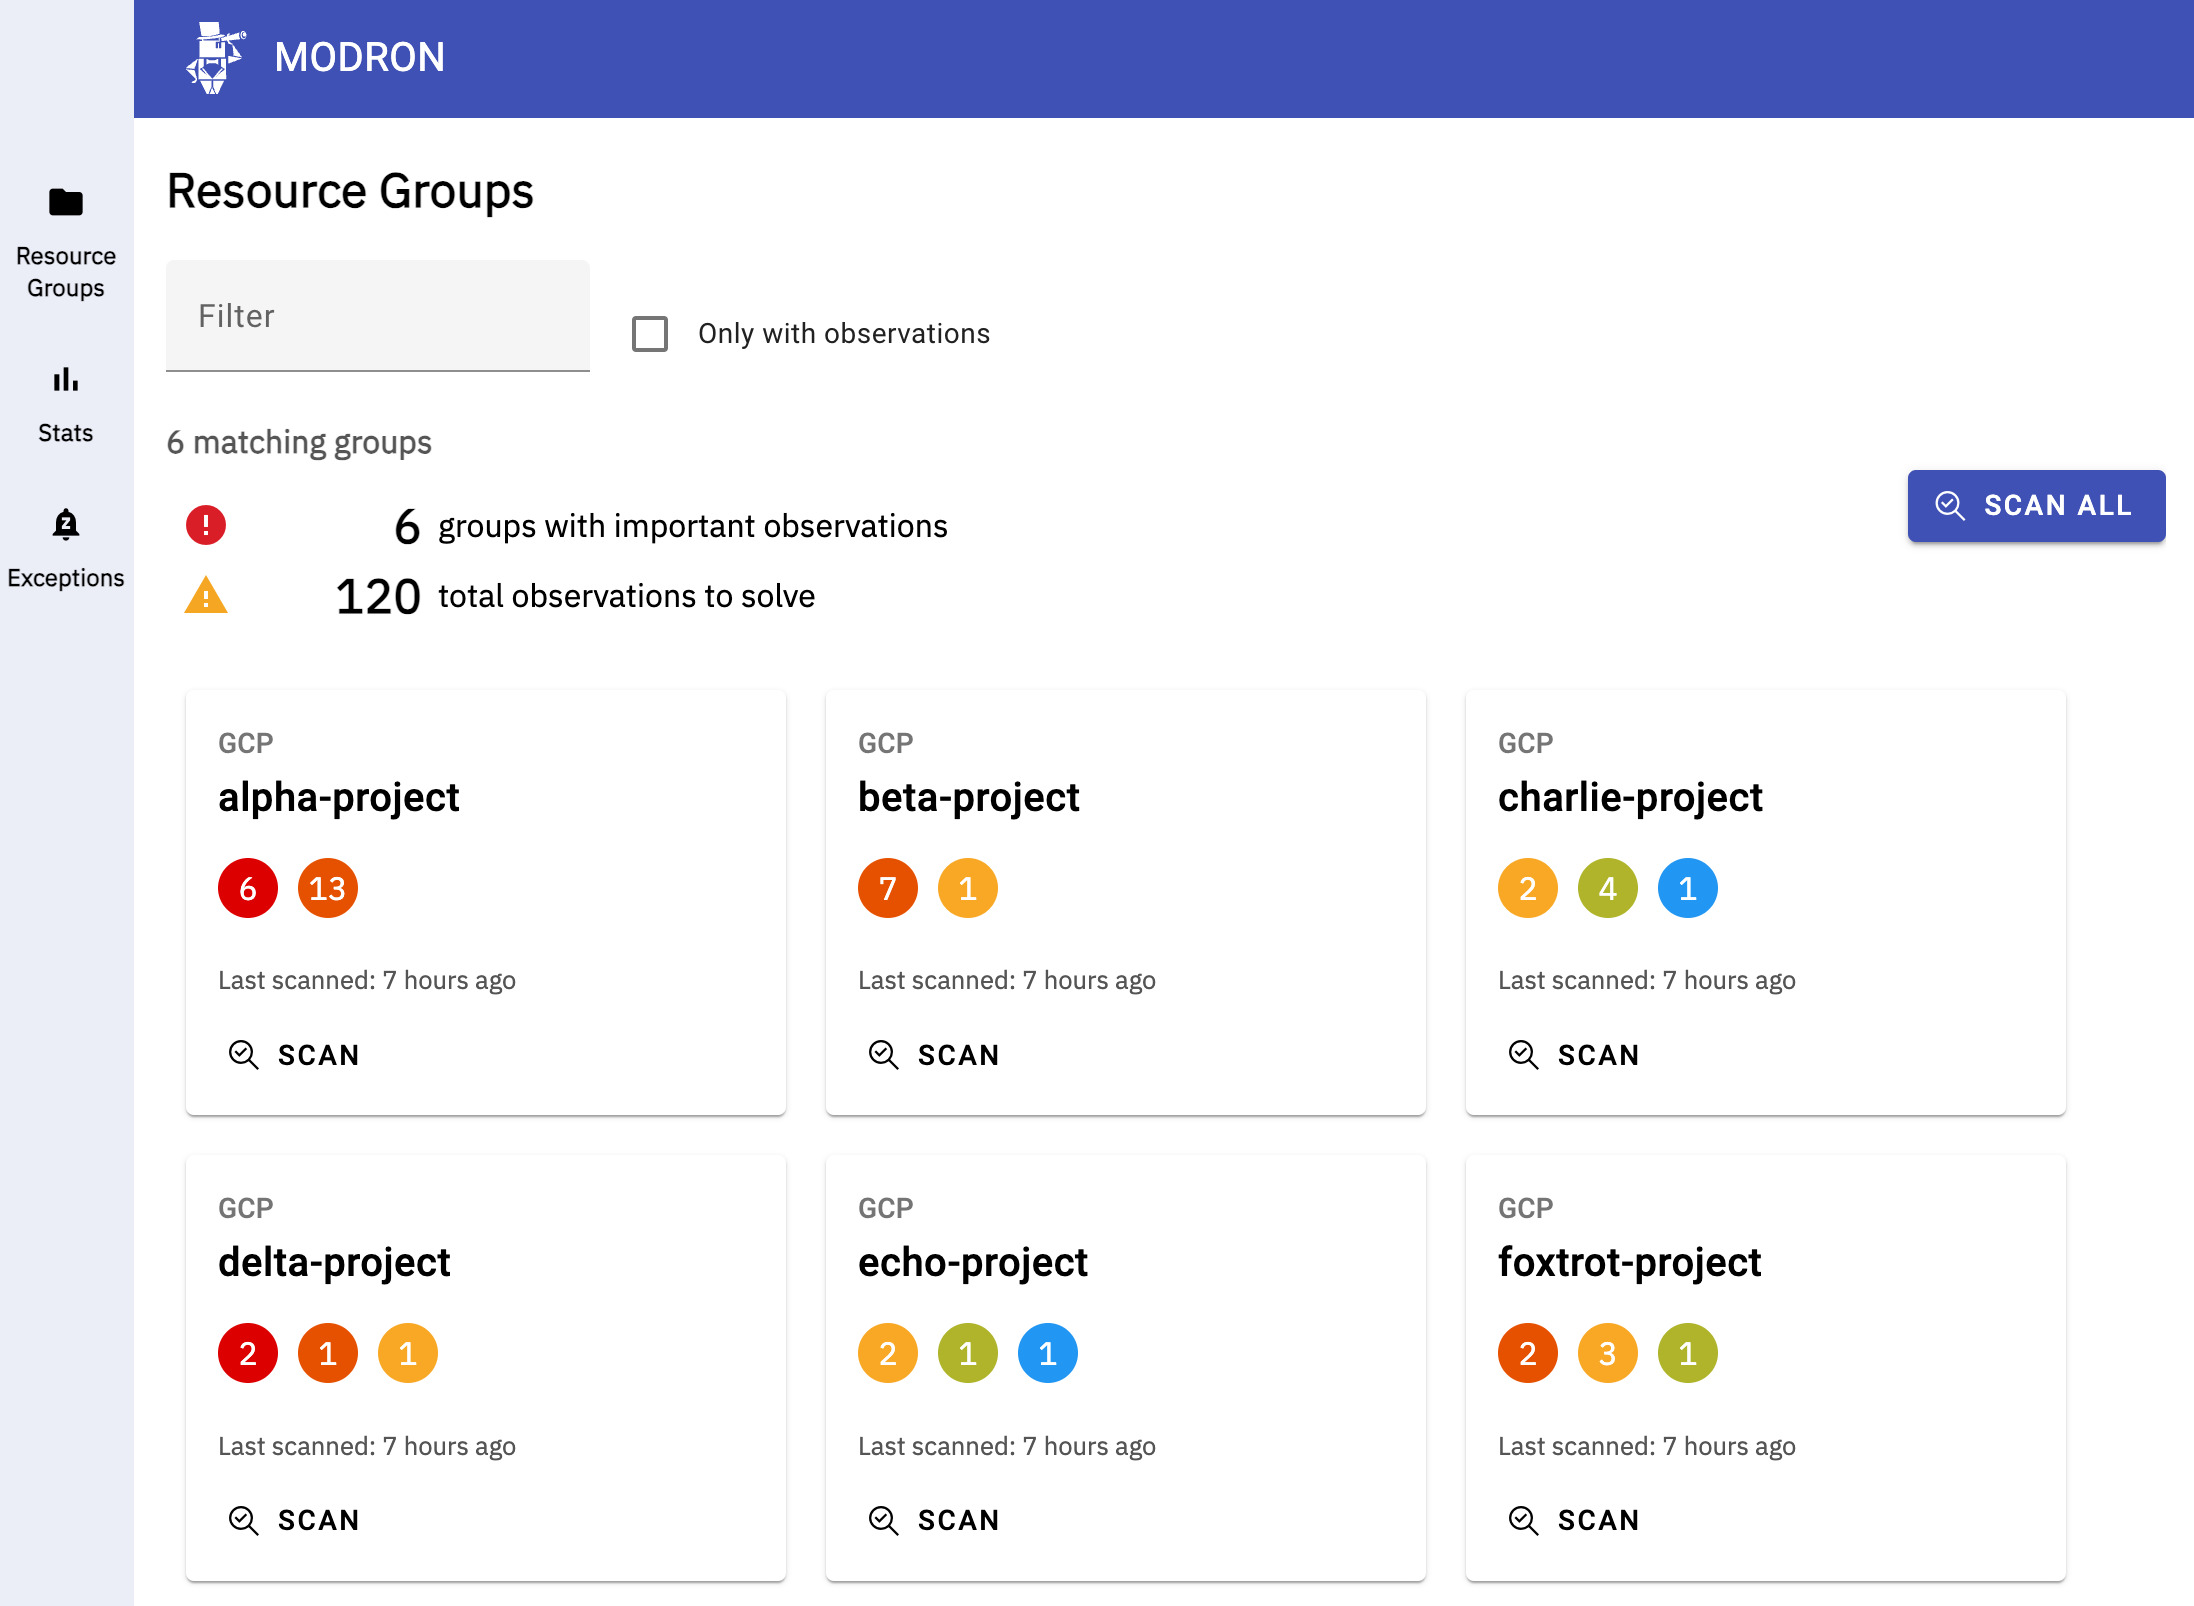 MODRON
Resource Groups
Stats
Exceptions
Resource Groups
Filter
Only with observations
6 matching groups
6 groups with important observations
120 total observations to solve
SCAN ALL
GCP
alpha-project
6 13
Last scanned: 7 hours ago
SCAN
GCP
beta-project
7 1
Last scanned: 7 hours ago
SCAN
GCP
charlie-project
2 4 1
Last scanned: 7 hours ago
SCAN
GCP
delta-project
2 1 1
Last scanned: 7 hours ago
SCAN
GCP
echo-project
2 1 1
Last scanned: 7 hours ago
SCAN
GCP
foxtrot-project
2 3 1
Last scanned: 7 hours ago
SCAN